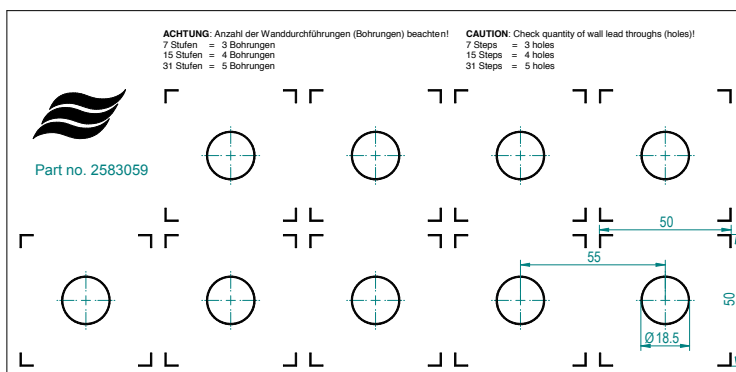 ACHTUNG: Anzahl der Wanddurchführungen (Bohrungen) beachten!
7 Stufen = 3 Bohrungen
15 Stufen = 4 Bohrungen
31 Stufen = 5 Bohrungen
CAUTION: Check quantity of wall lead throughs (holes)!
7 Steps = 3 holes
15 Steps = 4 holes
31 Steps = 5 holes
Part no. 2583059
50
55
50
Ø18.5